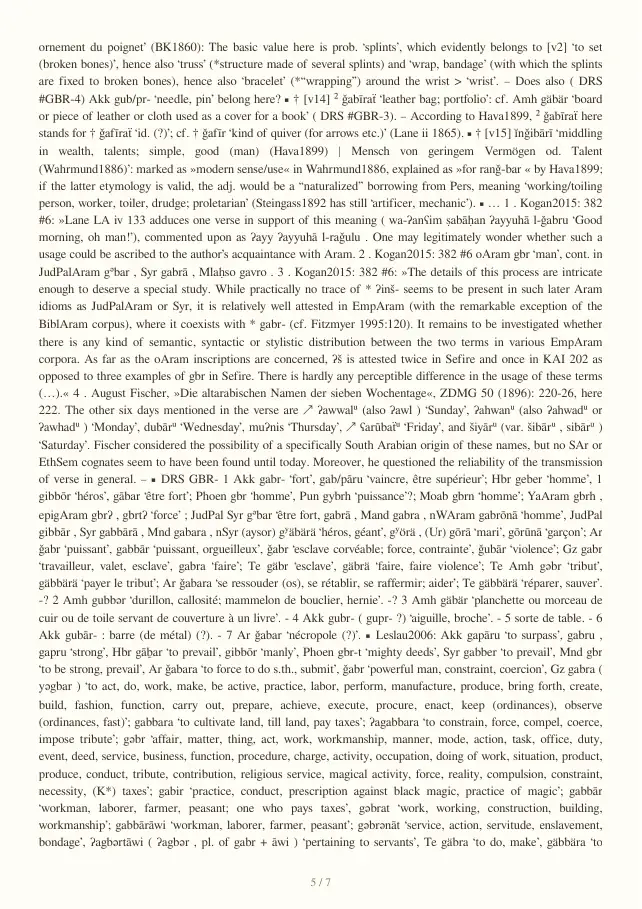 ornement du poignet’ (BK1860): The basic value here is prob. ‘splints’, which evidently belongs to [v2] ‘to set
(broken bones)’, hence also ‘truss’ (*structure made of several splints) and ‘wrap, bandage’ (with which the splints
are fixed to broken bones), hence also ‘bracelet’ (*“wrapping”) around the wrist > ‘wrist’. – Does also ( DRS
#GBR-4) Akk gub/pr- ‘needle, pin’ belong here? ▪ † [v14] ² ǧabīraẗ ‘leather bag; portfolio’: cf. Amh gäbär ‘board
or piece of leather or cloth used as a cover for a book’ ( DRS #GBR-3). – According to Hava1899, ² ǧabīraẗ here
stands for † ǧafīraẗ ‘id. (?)’; cf. † ǧafīr ‘kind of quiver (for arrows etc.)’ (Lane ii 1865). ▪ † [v15] ĭnǧibārī ‘middling
in wealth, talents; simple, good (man) (Hava1899) | Mensch von geringem Vermögen od. Talent
(Wahrmund1886)’: marked as »modern sense/use« in Wahrmund1886, explained as »for ranǧ-bar « by Hava1899;
if the latter etymology is valid, the adj. would be a “naturalized” borrowing from Pers, meaning ‘working/toiling
person, worker, toiler, drudge; proletarian’ (Steingass1892 has still ‘artificer, mechanic’). ▪ … 1 . Kogan2015: 382
#6: »Lane LA iv 133 adduces one verse in support of this meaning ( wa-ʔanʕim ṣabāḥan ʔayyuhā l-ǧabru ‘Good
morning, oh man!’), commented upon as ʔayy ʔayyuhā l-raǧulu . One may legitimately wonder whether such a
usage could be ascribed to the author’s acquaintance with Aram. 2 . Kogan2015: 382 #6 oAram gbr ‘man’, cont. in
JudPalAram gᵊbar , Syr gabrā , Mlaḥso gavro . 3 . Kogan2015: 382 #6: »The details of this process are intricate
enough to deserve a special study. While practically no trace of * ʔinš- seems to be present in such later Aram
idioms as JudPalAram or Syr, it is relatively well attested in EmpAram (with the remarkable exception of the
BiblAram corpus), where it coexists with * gabr- (cf. Fitzmyer 1995:120). It remains to be investigated whether
there is any kind of semantic, syntactic or stylistic distribution between the two terms in various EmpAram
corpora. As far as the oAram inscriptions are concerned, ʔš is attested twice in Sefire and once in KAI 202 as
opposed to three examples of gbr in Sefire. There is hardly any perceptible difference in the usage of these terms
(…).« 4 . August Fischer, »Die altarabischen Namen der sieben Wochentage«, ZDMG 50 (1896): 220-26, here
222. The other six days mentioned in the verse are ↗ ʔawwalᵘ (also ʔawl ) ‘Sunday’, ʔahwanᵘ (also ʔahwadᵘ or
ʔawhadᵘ ) ‘Monday’, dubārᵘ ‘Wednesday’, muʔnis ‘Thursday’, ↗ ʕarūbaẗᵘ ‘Friday’, and šiyārᵘ (var. šibārᵘ , sibārᵘ )
‘Saturday’. Fischer considered the possibility of a specifically South Arabian origin of these names, but no SAr or
EthSem cognates seem to have been found until today. Moreover, he questioned the reliability of the transmission
of verse in general. – ▪ DRS GBR- 1 Akk gabr- ‘fort’, gab/pāru ‘vaincre, être supérieur’; Hbr geber ‘homme’, 1
gibbōr ‘héros’, gābar ‘être fort’; Phoen gbr ‘homme’, Pun gybrh ‘puissance’?; Moab gbrn ‘homme’; YaAram gbrh ,
epigAram gbrʔ , gbrtʔ ‘force’ ; JudPal Syr gᵊbar ‘être fort, gabrā , Mand gabra , nWAram gabrōnā ‘homme’, JudPal
gibbār , Syr gabbārā , Mnd gabara , nSyr (aysor) gʸäbärä ‘héros, géant’, gʸörä , (Ur) gōrā ‘mari’, gōrūnā ‘garçon’; Ar
ǧabr ‘puissant’, gabbār ‘puissant, orgueilleux’, ǧabr ‘esclave corvéable; force, contrainte’, ǧubār ‘violence’; Gz gabr
‘travailleur, valet, esclave’, gabra ‘faire’; Te gäbr ‘esclave’, gäbrä ‘faire, faire violence’; Te Amh gəbr ‘tribut’,
gäbbärä ‘payer le tribut’; Ar ǧabara ‘se ressouder (os), se rétablir, se raffermir; aider’; Te gäbbärä ‘réparer, sauver’.
-? 2 Amh gubbər ‘durillon, callosité; mammelon de bouclier, hernie’. -? 3 Amh gäbär ‘planchette ou morceau de
cuir ou de toile servant de couverture à un livre’. - 4 Akk gubr- ( gupr- ?) ‘aiguille, broche’. - 5 sorte de table. - 6
Akk gubār- : barre (de métal) (?). - 7 Ar ǧabar ‘nécropole (?)’. ▪ Leslau2006: Akk gapāru ‘to surpass’, gabru ,
gapru ‘strong’, Hbr gāḇar ‘to prevail’, gibbōr ‘manly’, Phoen gbr-t ‘mighty deeds’, Syr gabber ‘to prevail’, Mnd gbr
‘to be strong, prevail’, Ar ǧabara ‘to force to do s.th., submit’, ǧabr ‘powerful man, constraint, coercion’, Gz gabra (
yəgbar ) ‘to act, do, work, make, be active, practice, labor, perform, manufacture, produce, bring forth, create,
build, fashion, function, carry out, prepare, achieve, execute, procure, enact, keep (ordinances), observe
(ordinances, fast)’; gabbara ‘to cultivate land, till land, pay taxes’; ʔagabbara ‘to constrain, force, compel, coerce,
impose tribute’; gəbr ‘affair, matter, thing, act, work, workmanship, manner, mode, action, task, office, duty,
event, deed, service, business, function, procedure, charge, activity, occupation, doing of work, situation, product,
produce, conduct, tribute, contribution, religious service, magical activity, force, reality, compulsion, constraint,
necessity, (K*) taxes’; gabir ‘practice, conduct, prescription against black magic, practice of magic’; gabbār
‘workman, laborer, farmer, peasant; one who pays taxes’, gəbrat ‘work, working, construction, building,
workmanship’; gabbārāwi ‘workman, laborer, farmer, peasant’; gəbrənāt ‘service, action, servitude, enslavement,
bondage’, ʔagbərtāwi ( ʔagbər , pl. of gabr + āwi ) ‘pertaining to servants’, Te gäbra ‘to do, make’, gäbbära ‘to
5 / 7